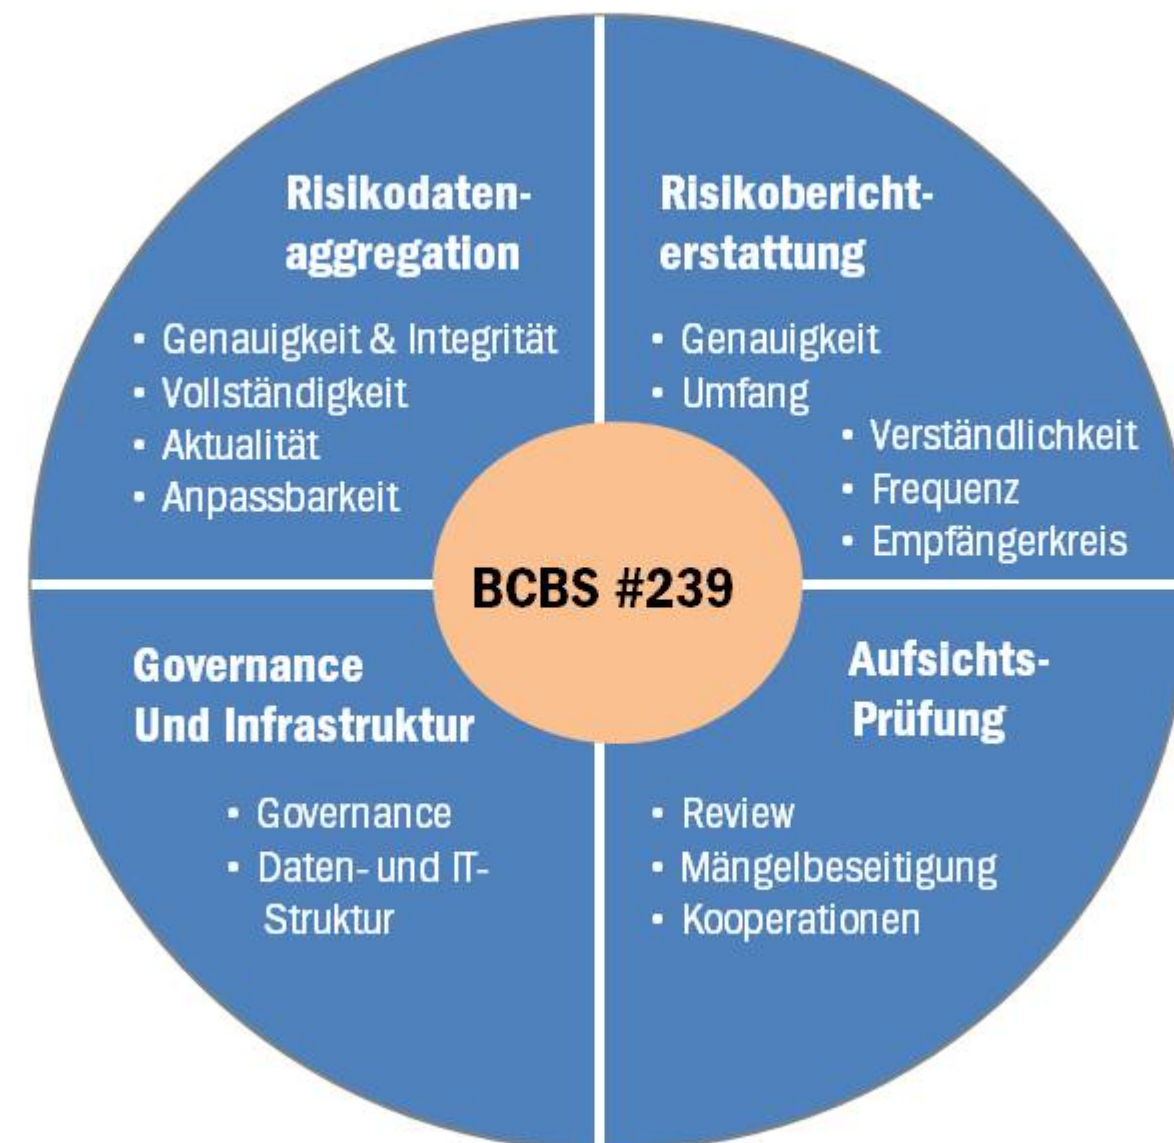 Risikodaten-
aggregation
• Genauigkeit & Integrität
• Vollständigkeit
• Aktualität
• Anpassbarkeit
Risikobericht-
erstattung
• Genauigkeit
• Umfang
• Verständlichkeit
• Frequenz
• Empfängerkreis
BCBS #239
Governance
Und Infrastruktur
• Governance
• Daten- und IT-
Struktur
Aufsichts-
Prüfung
• Review
• Mängelbeseitigung
• Kooperationen